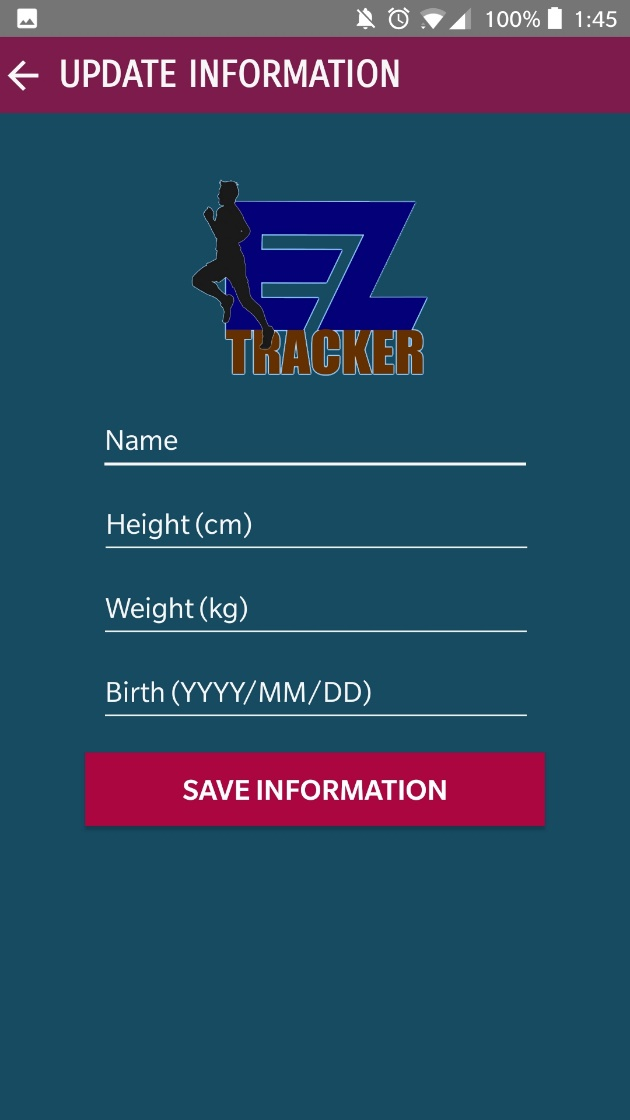 100% 1:45
UPDATE INFORMATION
EZ
TRACKER
Name
Height (cm)
Weight (kg)
Birth (YYYY/MM/DD)
SAVE INFORMATION